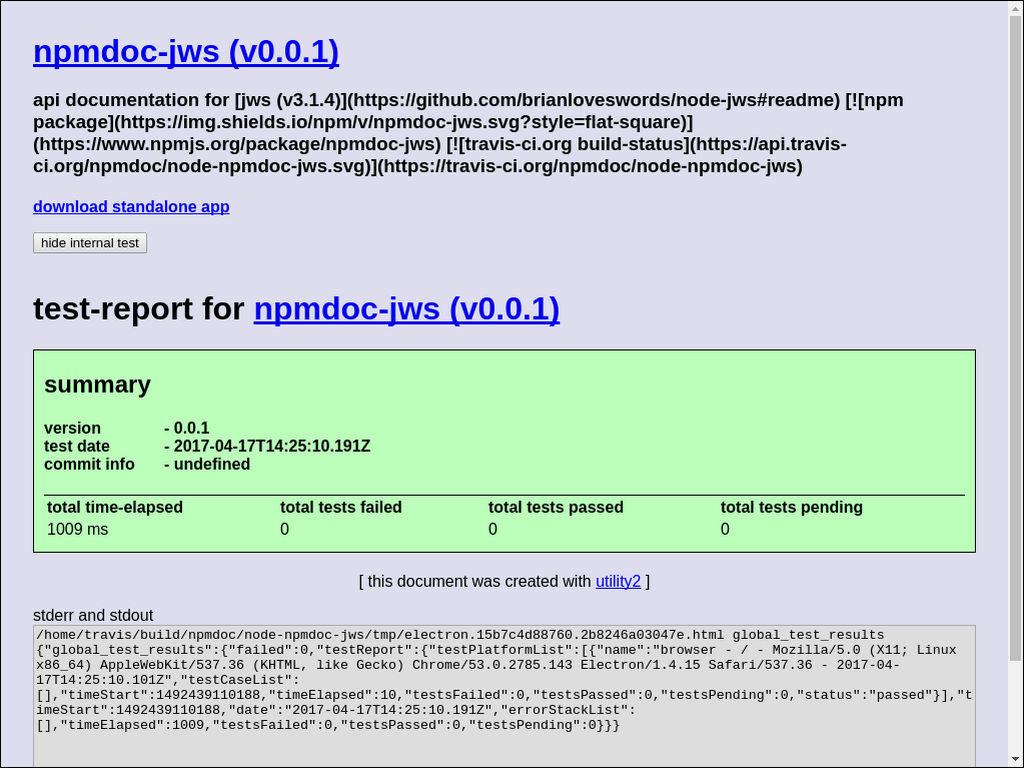 npmdoc-jws (v0.0.1)
api documentation for [jws (v3.1.4)](https://github.com/brianloveswords/node-jws#readme) [![npm
package](https://img.shields.io/npm/v/npmdoc-jws.svg?style=flat-square)]
(https://www.npmjs.org/package/npmdoc-jws) [![travis-ci.org build-status](https://api.travis-
ci.org/npmdoc/node-npmdoc-jws.svg)](https://travis-ci.org/npmdoc/node-npmdoc-jws)
download standalone app
hide internal test
test-report for npmdoc-jws (v0.0.1)
summary
version - 0.0.1
test date - 2017-04-17T14:25:10.191Z
commit info - undefined
total time-elapsed total tests failed total tests passed total tests pending
1009 ms 0 0 0
[ this document was created with utility2 ]
stderr and stdout
/home/travis/build/npmdoc/node-npmdoc-jws/tmp/electron.15b7c4d88760.2b8246a03047e.html global_test_results
{"global_test_results":{"failed":0,"testReport":{"testPlatformList":[{"name":"browser - / - Mozilla/5.0 (X11; Linux
x86_64) AppleWebKit/537.36 (KHTML, like Gecko) Chrome/53.0.2785.143 Electron/1.4.15 Safari/537.36 - 2017-04-
17T14:25:10.101Z","testCaseList":
[],"timeStart":1492439110188,"timeElapsed":10,"testsFailed":0,"testsPassed":0,"testsPending":0,"status":"passed"}],"t
imeStart":1492439110188,"date":"2017-04-17T14:25:10.191Z","errorStackList":
[],"timeElapsed":1009,"testsFailed":0,"testsPassed":0,"testsPending":0}}}